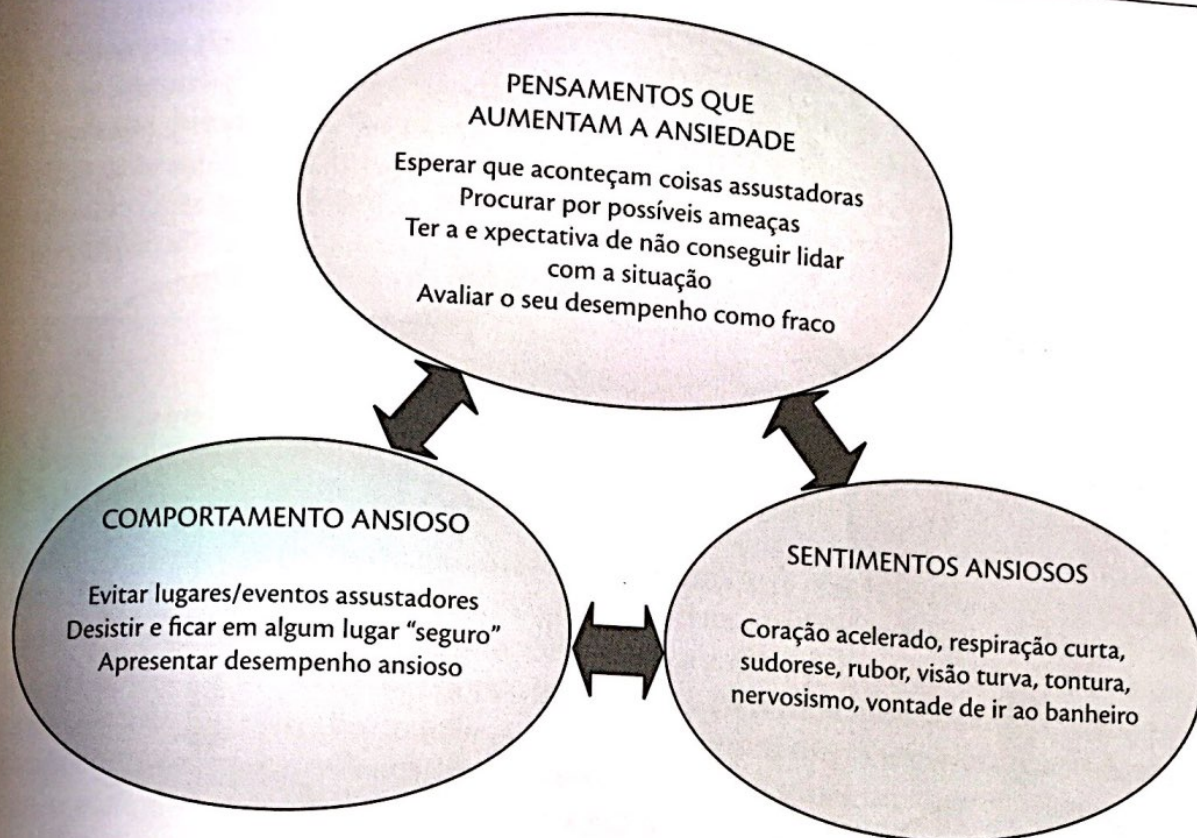 PENSAMENTOS QUE
AUMENTAM A ANSIEDADE
Esperar que aconteçam coisas assustadoras
Procurar por possíveis ameaças
Ter a e xpectativa de não conseguir lidar
com a situação
Avaliar o seu desempenho como fraco
COMPORTAMENTO ANSIOSO
Evitar lugares/eventos assustadores
Desistir e ficar em algum lugar “seguro”
Apresentar desempenho ansioso
SENTIMENTOS ANSIOSOS
Coração acelerado, respiração curta,
sudorese, rubor, visão turva, tontura,
nervosismo, vontade de ir ao banheiro